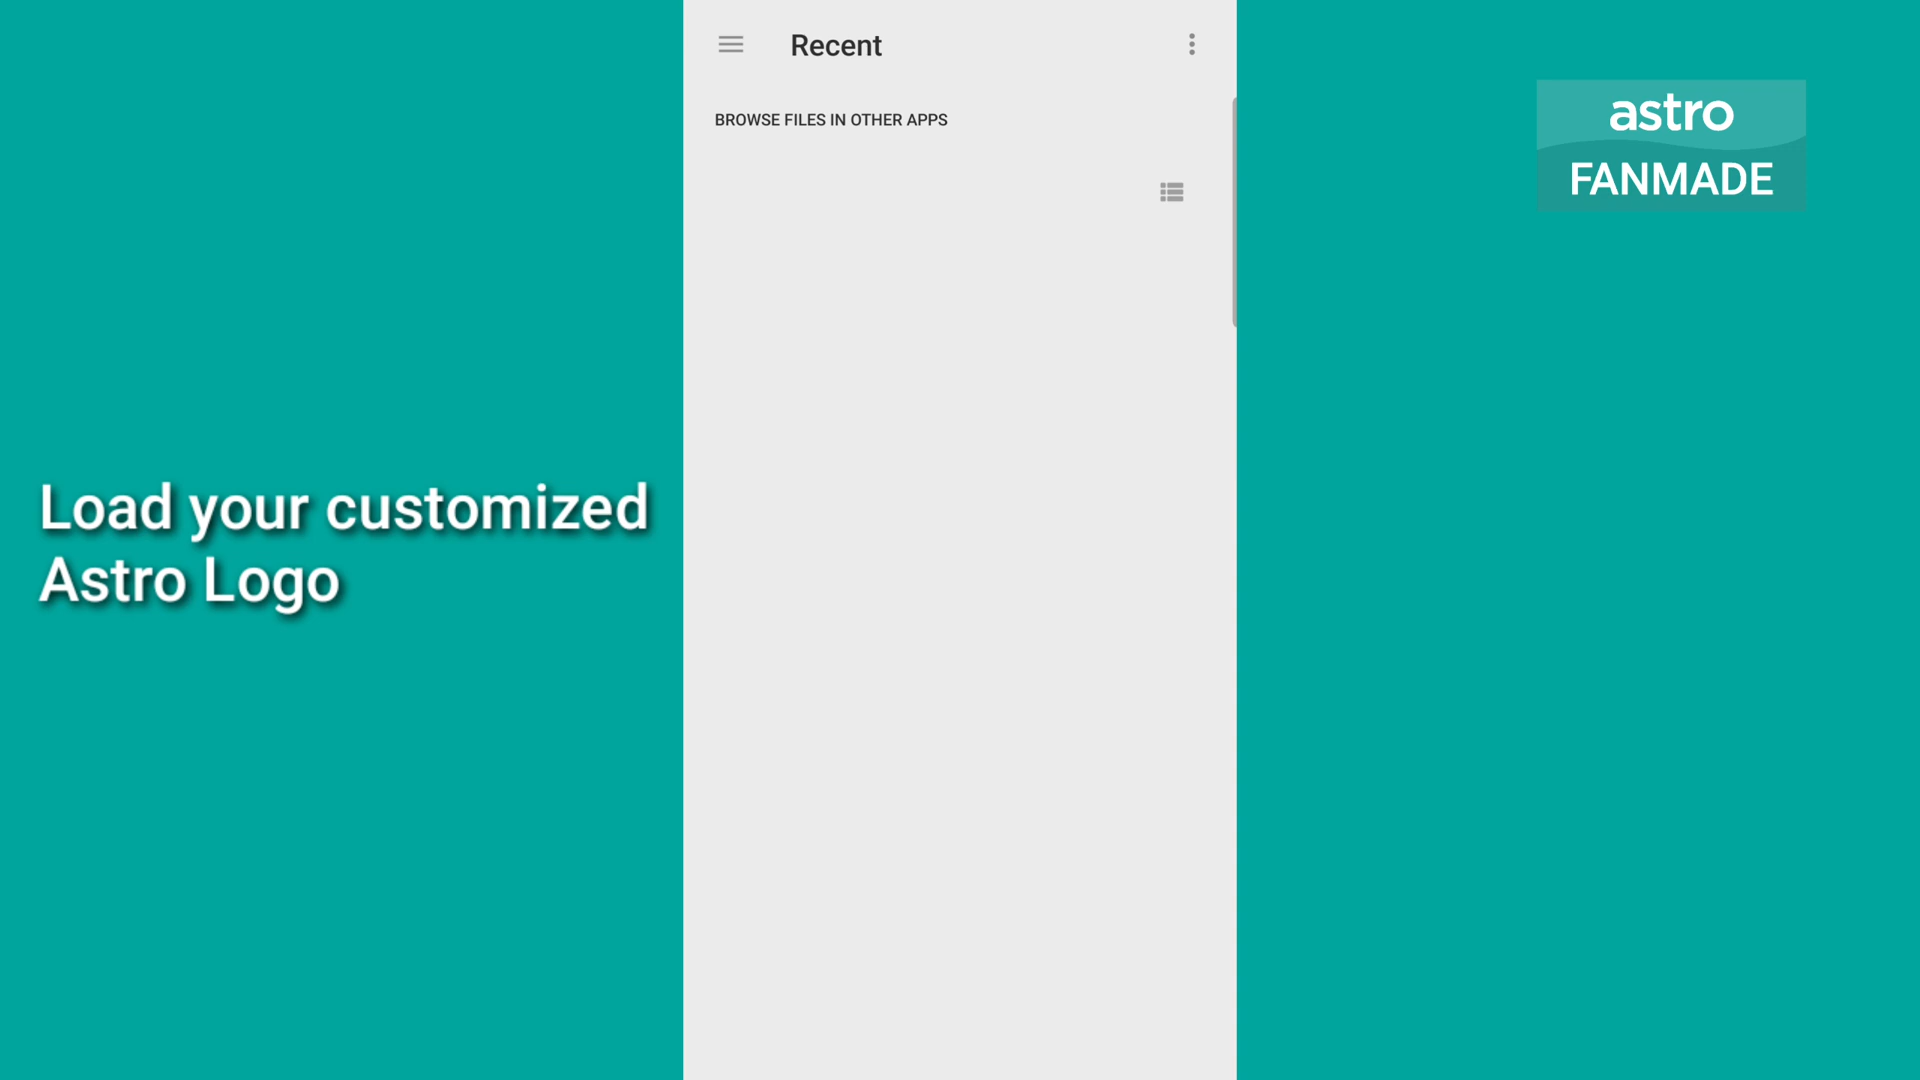 Recent
BROWSE FILES IN OTHER APPS
astro
FANMADE
Load your customized
Astro Logo